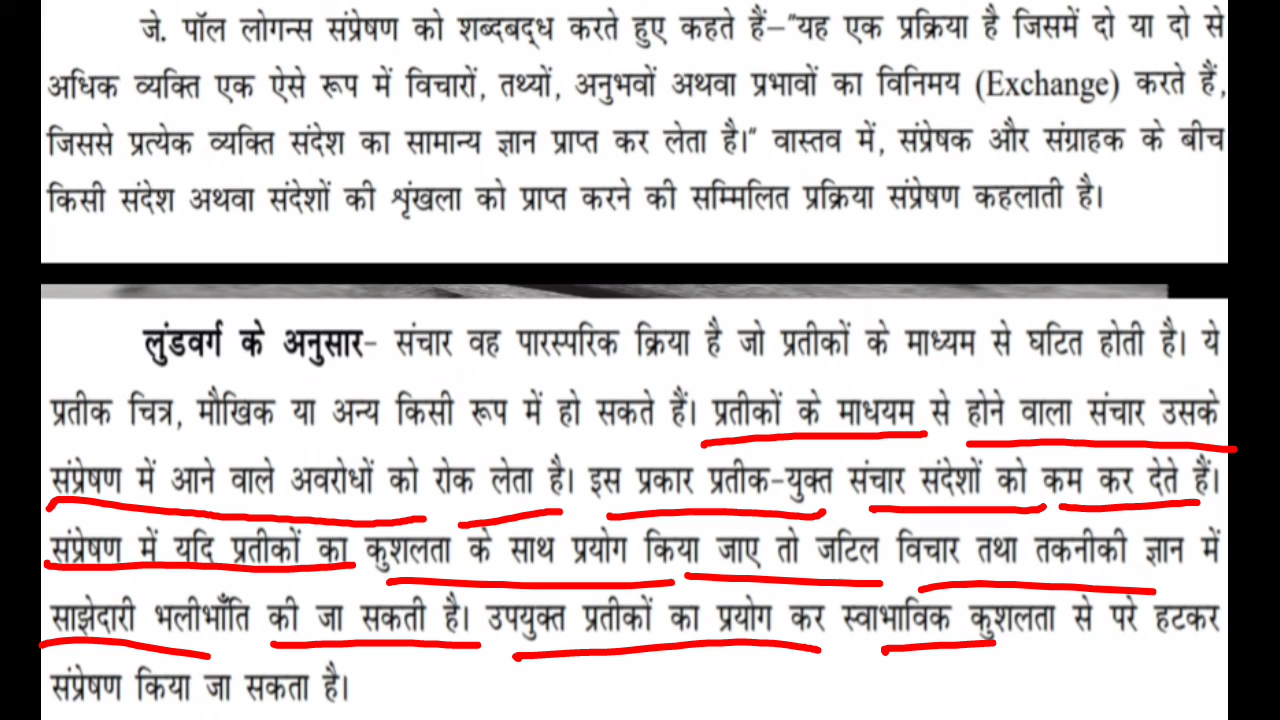 जे. पॉल लोगन्स संप्रेषण को शब्दबद्ध करते हुए कहते हैं–"यह एक प्रक्रिया है जिसमें दो या दो से
अधिक व्यक्ति एक ऐसे रूप में विचारों, तथ्यों, अनुभवों अथवा प्रभावों का विनिमय (Exchange) करते हैं,
जिससे प्रत्येक व्यक्ति संदेश का सामान्य ज्ञान प्राप्त कर लेता है।" वास्तव में, संप्रेषक और संग्राहक के बीच
किसी संदेश अथवा संदेशों की शृंखला को प्राप्त करने की सम्मिलित प्रक्रिया संप्रेषण कहलाती है।
लुंडवर्ग के अनुसार- संचार वह पारस्परिक क्रिया है जो प्रतीकों के माध्यम से घटित होती है। ये
प्रतीक चित्र, मौखिक या अन्य किसी रूप में हो सकते हैं। प्रतीकों के माधयम से होने वाला संचार उसके
संप्रेषण में आने वाले अवरोधों को रोक लेता है। इस प्रकार प्रतीक-युक्त संचार संदेशों को कम कर देते हैं।
संप्रेषण में यदि प्रतीकों का कुशलता के साथ प्रयोग किया जाए तो जटिल विचार तथा तकनीकी ज्ञान में
साझेदारी भलीभाँति की जा सकती है। उपयुक्त प्रतीकों का प्रयोग कर स्वाभाविक कुशलता से परे हटकर
संप्रेषण किया जा सकता है।